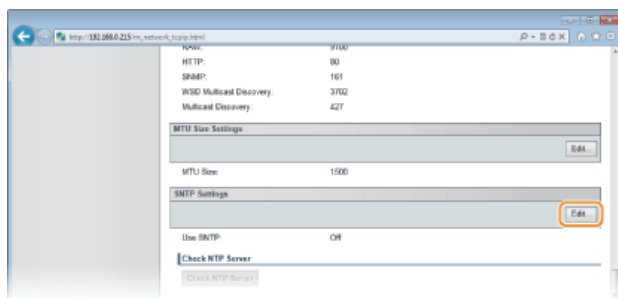 http://192.168.0.215/m_network_tcpip.html
RAW: 9100
HTTP: 80
SNMP: 161
WSD Multicast Discovery: 3702
Multicast Discovery: 427
MTU Size Settings
Edit...
MTU Size: 1500
SNTP Settings
Edit...
Use SNTP: Off
Check NTP Server
Check NTP Server